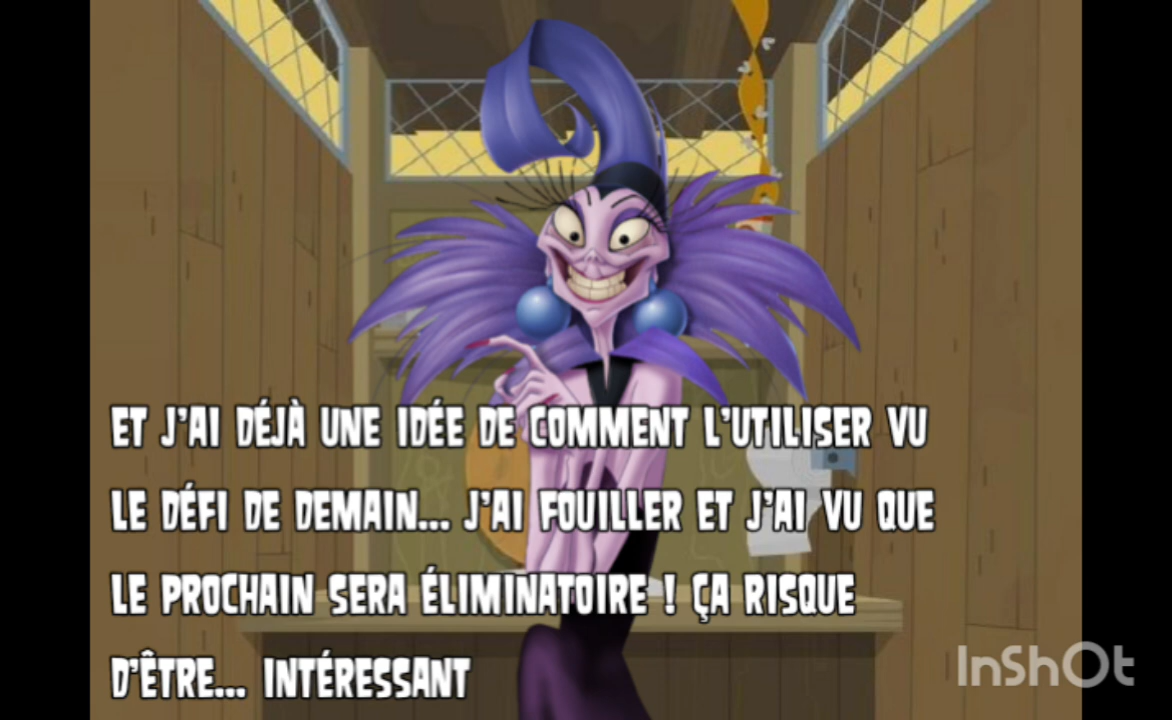 ET J'AI DÉJÀ UNE IDÉE DE COMMENT L'UTILISER VU
LE DÉFI DE DEMAIN... J'AI FOUILLER ET J'AI VU QUE
LE PROCHAIN SERA ÉLIMINATOIRE ! ÇA RISQUE
D'ÊTRE... INTÉRESSANT
InShOt